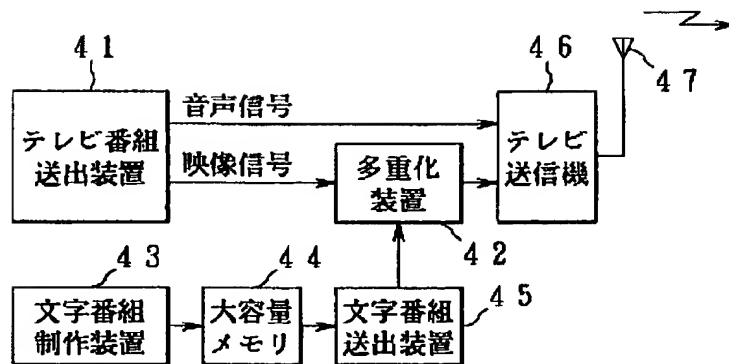 41
46
47
音声信号
テレビ番組
送出装置
映像信号
多重化
装置
テレビ
送信機
42
43
44
45
文字番組
制作装置
大容量
メモリ
文字番組
送出装置